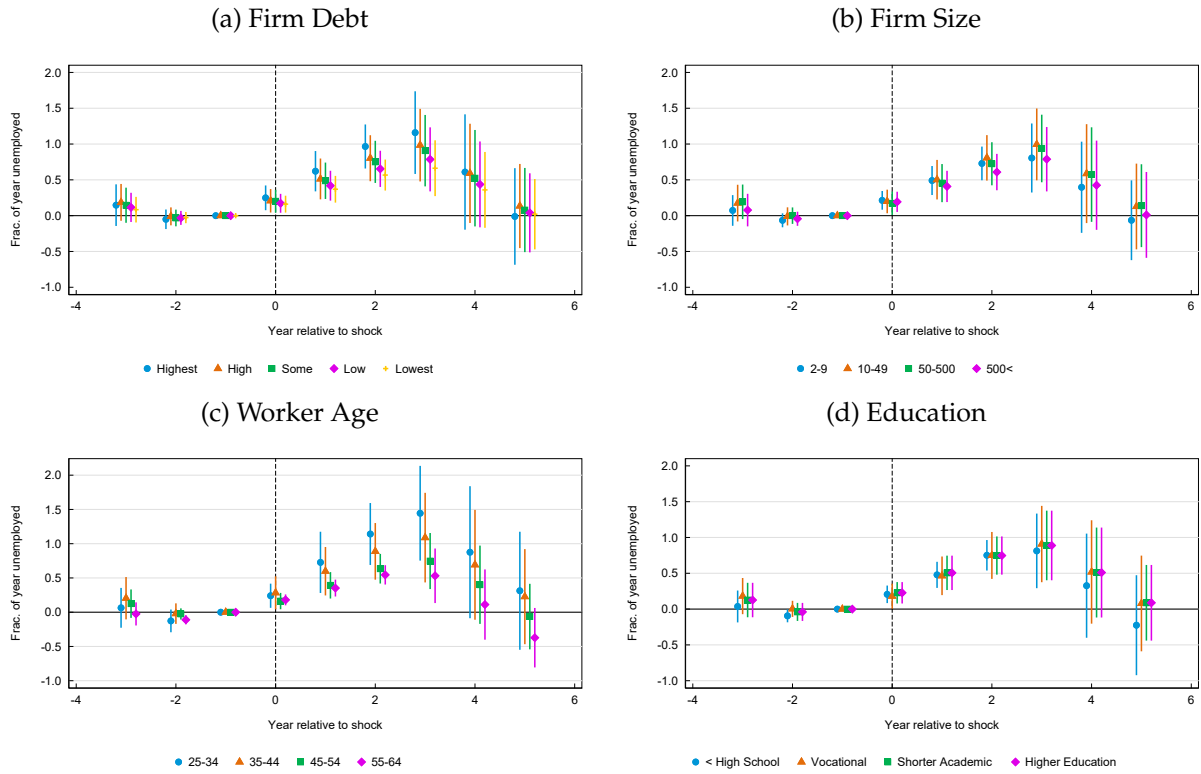 (a) Firm Debt
Frac. of year unemployed
2.0
1.5
1.0
0.5
0.0
-0.5
-1.0
-4 -2 0 2 4 6
Year relative to shock
Highest High Some Low Lowest
(b) Firm Size
Frac. of year unemployed
2.0
1.5
1.0
0.5
0.0
-0.5
-1.0
-4 -2 0 2 4 6
Year relative to shock
2-9 10-49 50-500 500<
(c) Worker Age
Frac. of year unemployed
2.0
1.5
1.0
0.5
0.0
-0.5
-1.0
-4 -2 0 2 4 6
Year relative to shock
25-34 35-44 45-54 55-64
(d) Education
Frac. of year unemployed
2.0
1.5
1.0
0.5
0.0
-0.5
-1.0
-4 -2 0 2 4 6
Year relative to shock
< High School Vocational Shorter Academic Higher Education